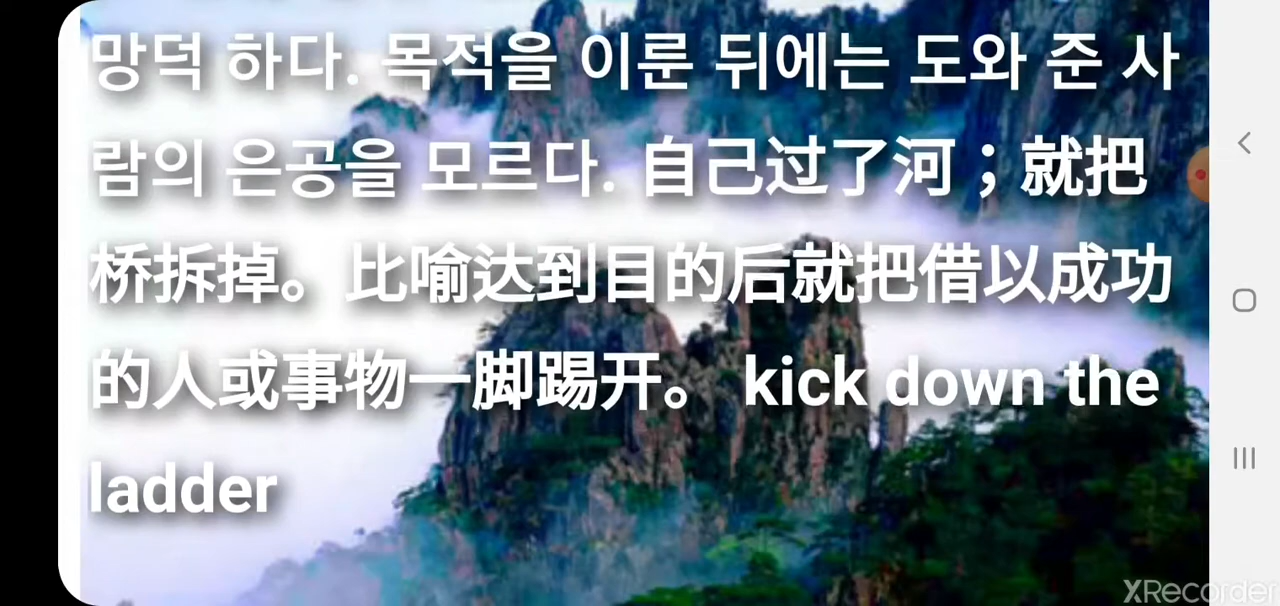 망덕 하다. 목적을 이룬 뒤에는 도와 준 사
람의 은공을 모르다. 自己过了河；就把
桥拆掉。比喻达到目的后就把借以成功
的人或事物一脚踢开。 kick down the
ladder
XRecorder